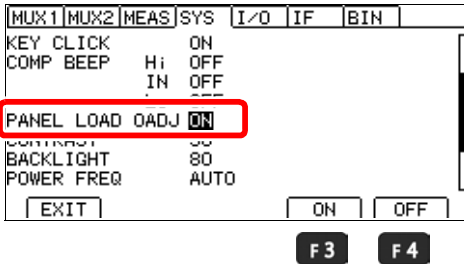 MUX1 MUX2 MEAS SYS I/O IF BIN
KEY CLICK ON
COMP BEEP Hi OFF
IN OFF
PANEL LOAD 0ADJ ON
BACKLIGHT 80
POWER FREQ AUTO
EXIT ON OFF
F3 F4